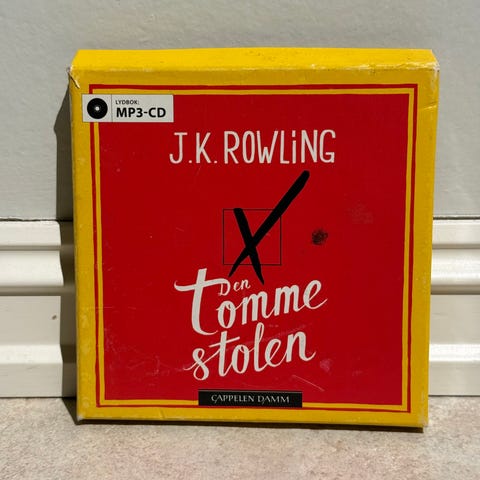 LYDBOK:
MP3-CD
J.K. ROWLiNG
Den
tomme
stolen
CAPPELEN DAMM